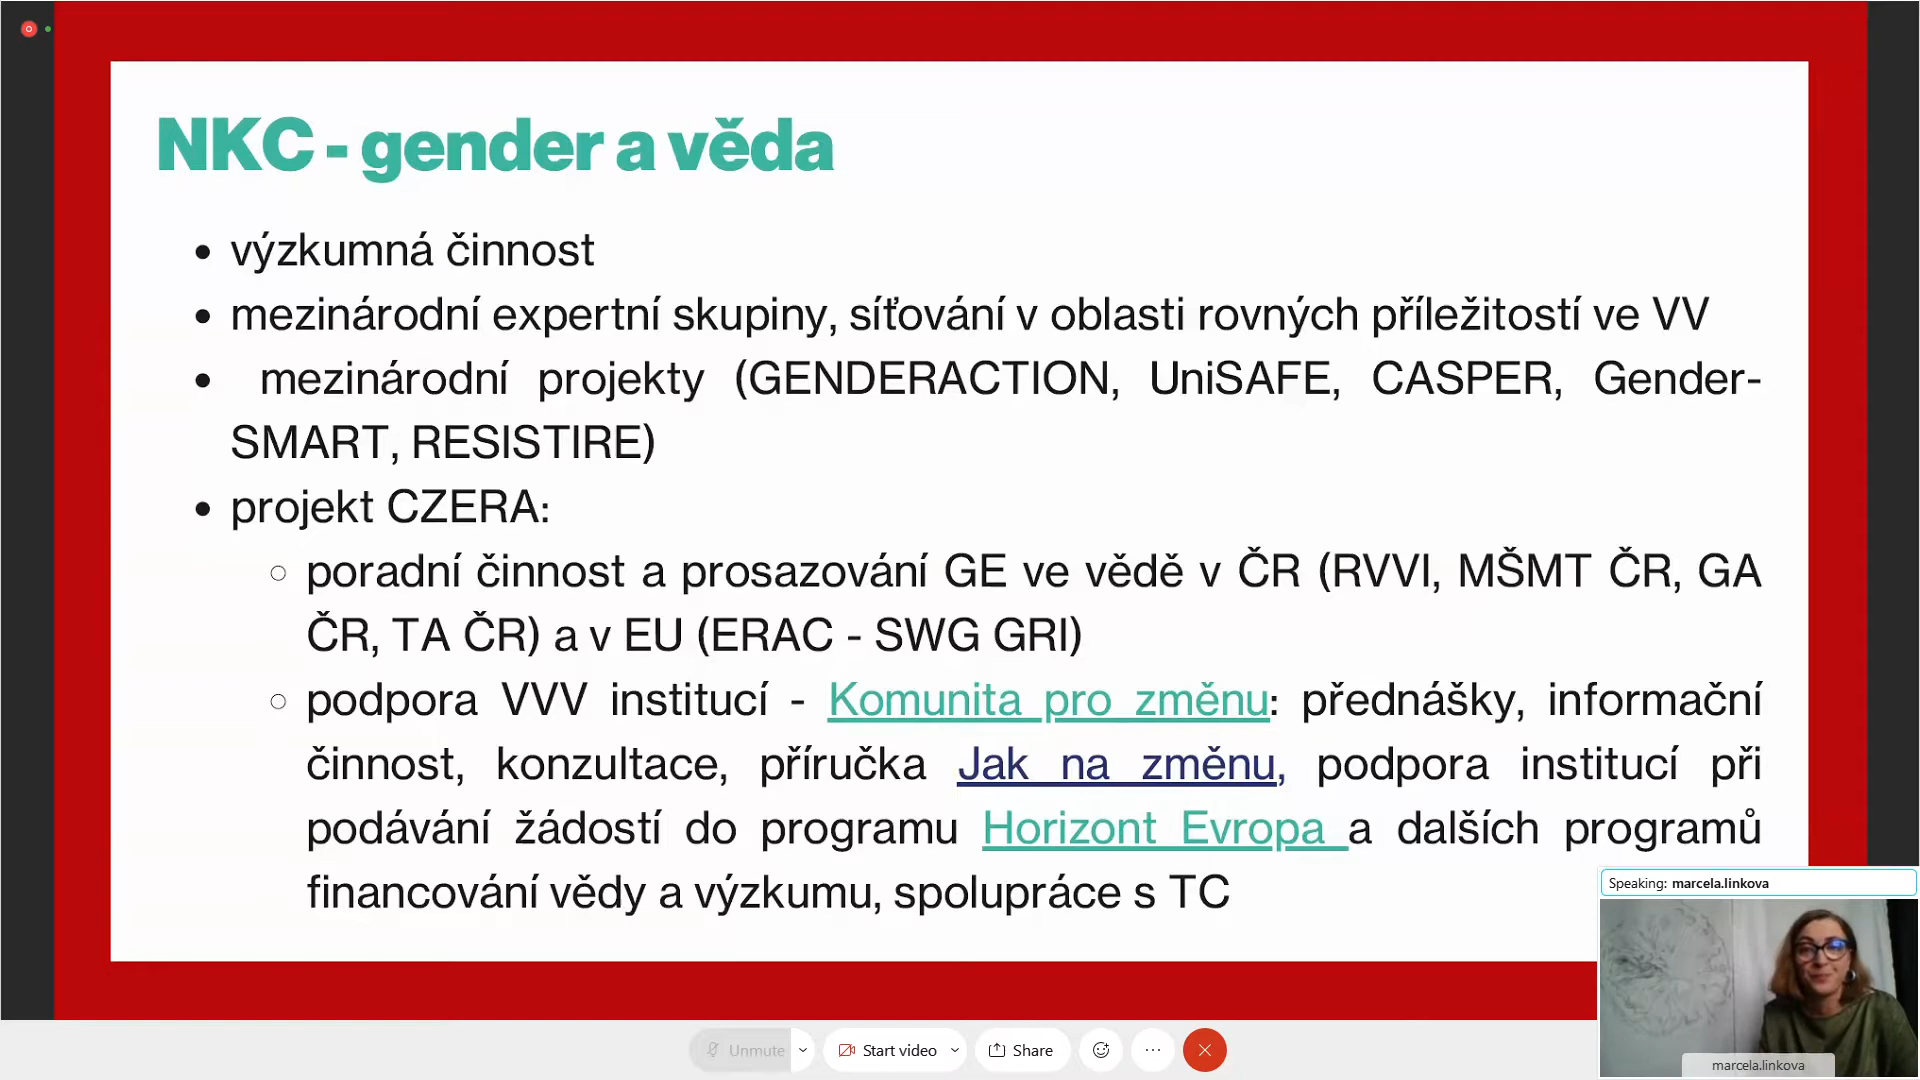 NKC - gender a věda
• výzkumná činnost
• mezinárodní expertní skupiny, síťování v oblasti rovných příležitostí ve VV
• mezinárodní projekty (GENDERACTION, UniSAFE, CASPER, Gender-
SMART, RESISTIRE)
• projekt CZERA:
○ poradní činnost a prosazování GE ve vědě v ČR (RVVI, MŠMT ČR, GA
ČR, TA ČR) a v EU (ERAC - SWG GRI)
○ podpora VVV institucí - Komunita pro změnu: přednášky, informační
činnost, konzultace, příručka Jak na změnu, podpora institucí při
podávání žádostí do programu Horizont Evropa a dalších programů
financování vědy a výzkumu, spolupráce s TC
Speaking: marcela.linkova
marcela.linkova
Unmute
Start video
Share